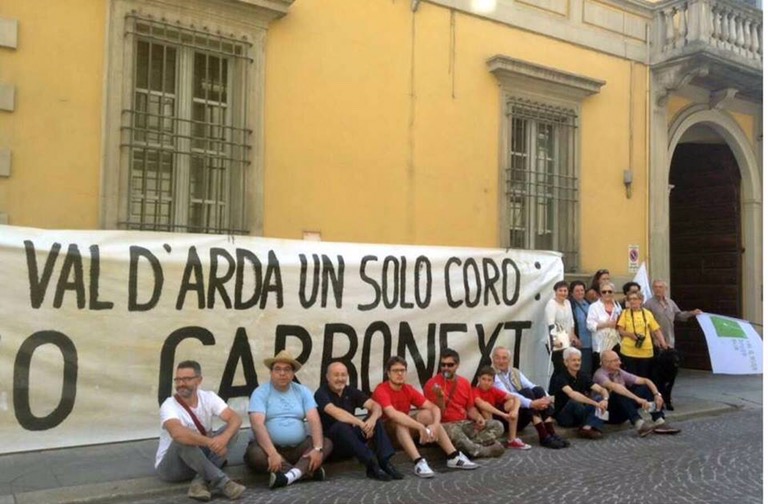 VAL D'ARDA UN SOLO CORO :
O CARBONEXT